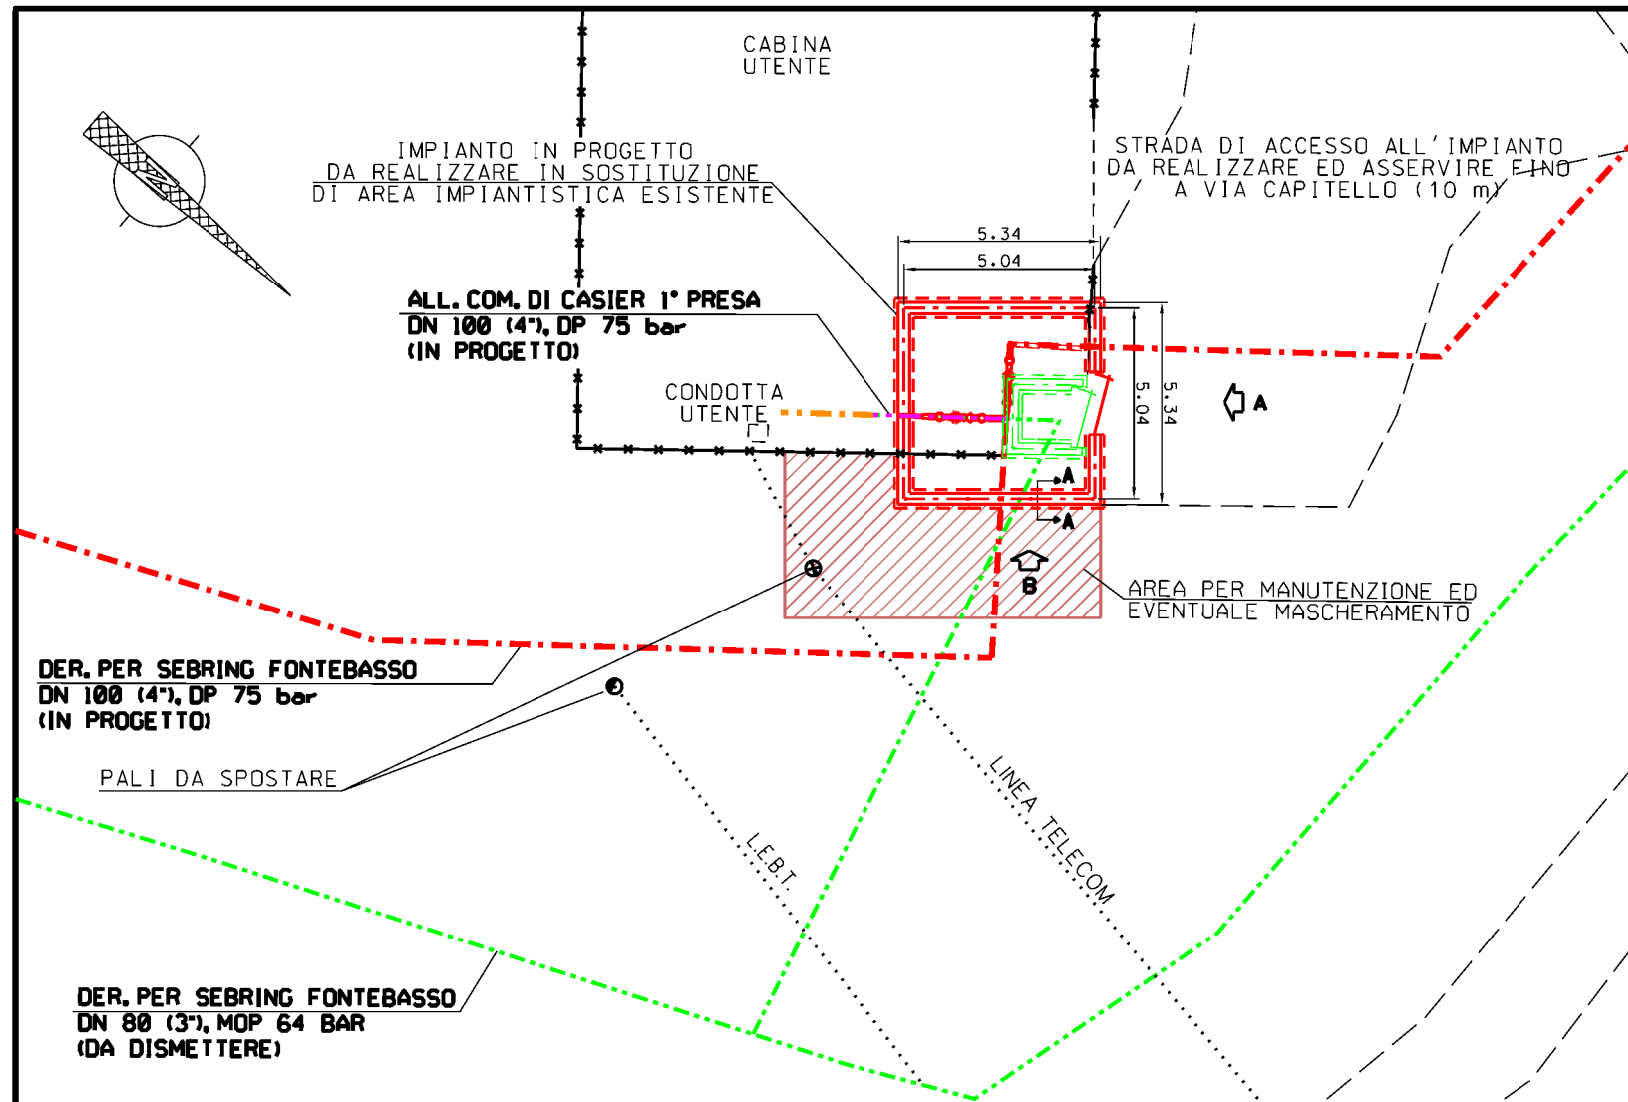 CABINA
UTENTE
IMPIANTO IN PROGETTO
DA REALIZZARE IN SOSTITUZIONE
DI AREA IMPIANTISTICA ESISTENTE
STRADA DI ACCESSO ALL'IMPIANTO
DA REALIZZARE ED ASSERVIRE FINO
A VIA CAPITELLO (10 m)
N
5.34
5.04
ALL. COM. DI CASIER 1° PRESA
DN 100 (4"), DP 75 bar
(IN PROGETTO)
CONDOTTA
UTENTE
5.04
5.34
A
A
A
B
AREA PER MANUTENZIONE ED
EVENTUALE MASCHERAMENTO
DER. PER SEBRING FONTEBASSO
DN 100 (4"), DP 75 bar
(IN PROGETTO)
PALI DA SPOSTARE
LINEA TELECOM
L.E.B.T.
DER. PER SEBRING FONTEBASSO
DN 80 (3"), MOP 64 BAR
(DA DISMETTERE)